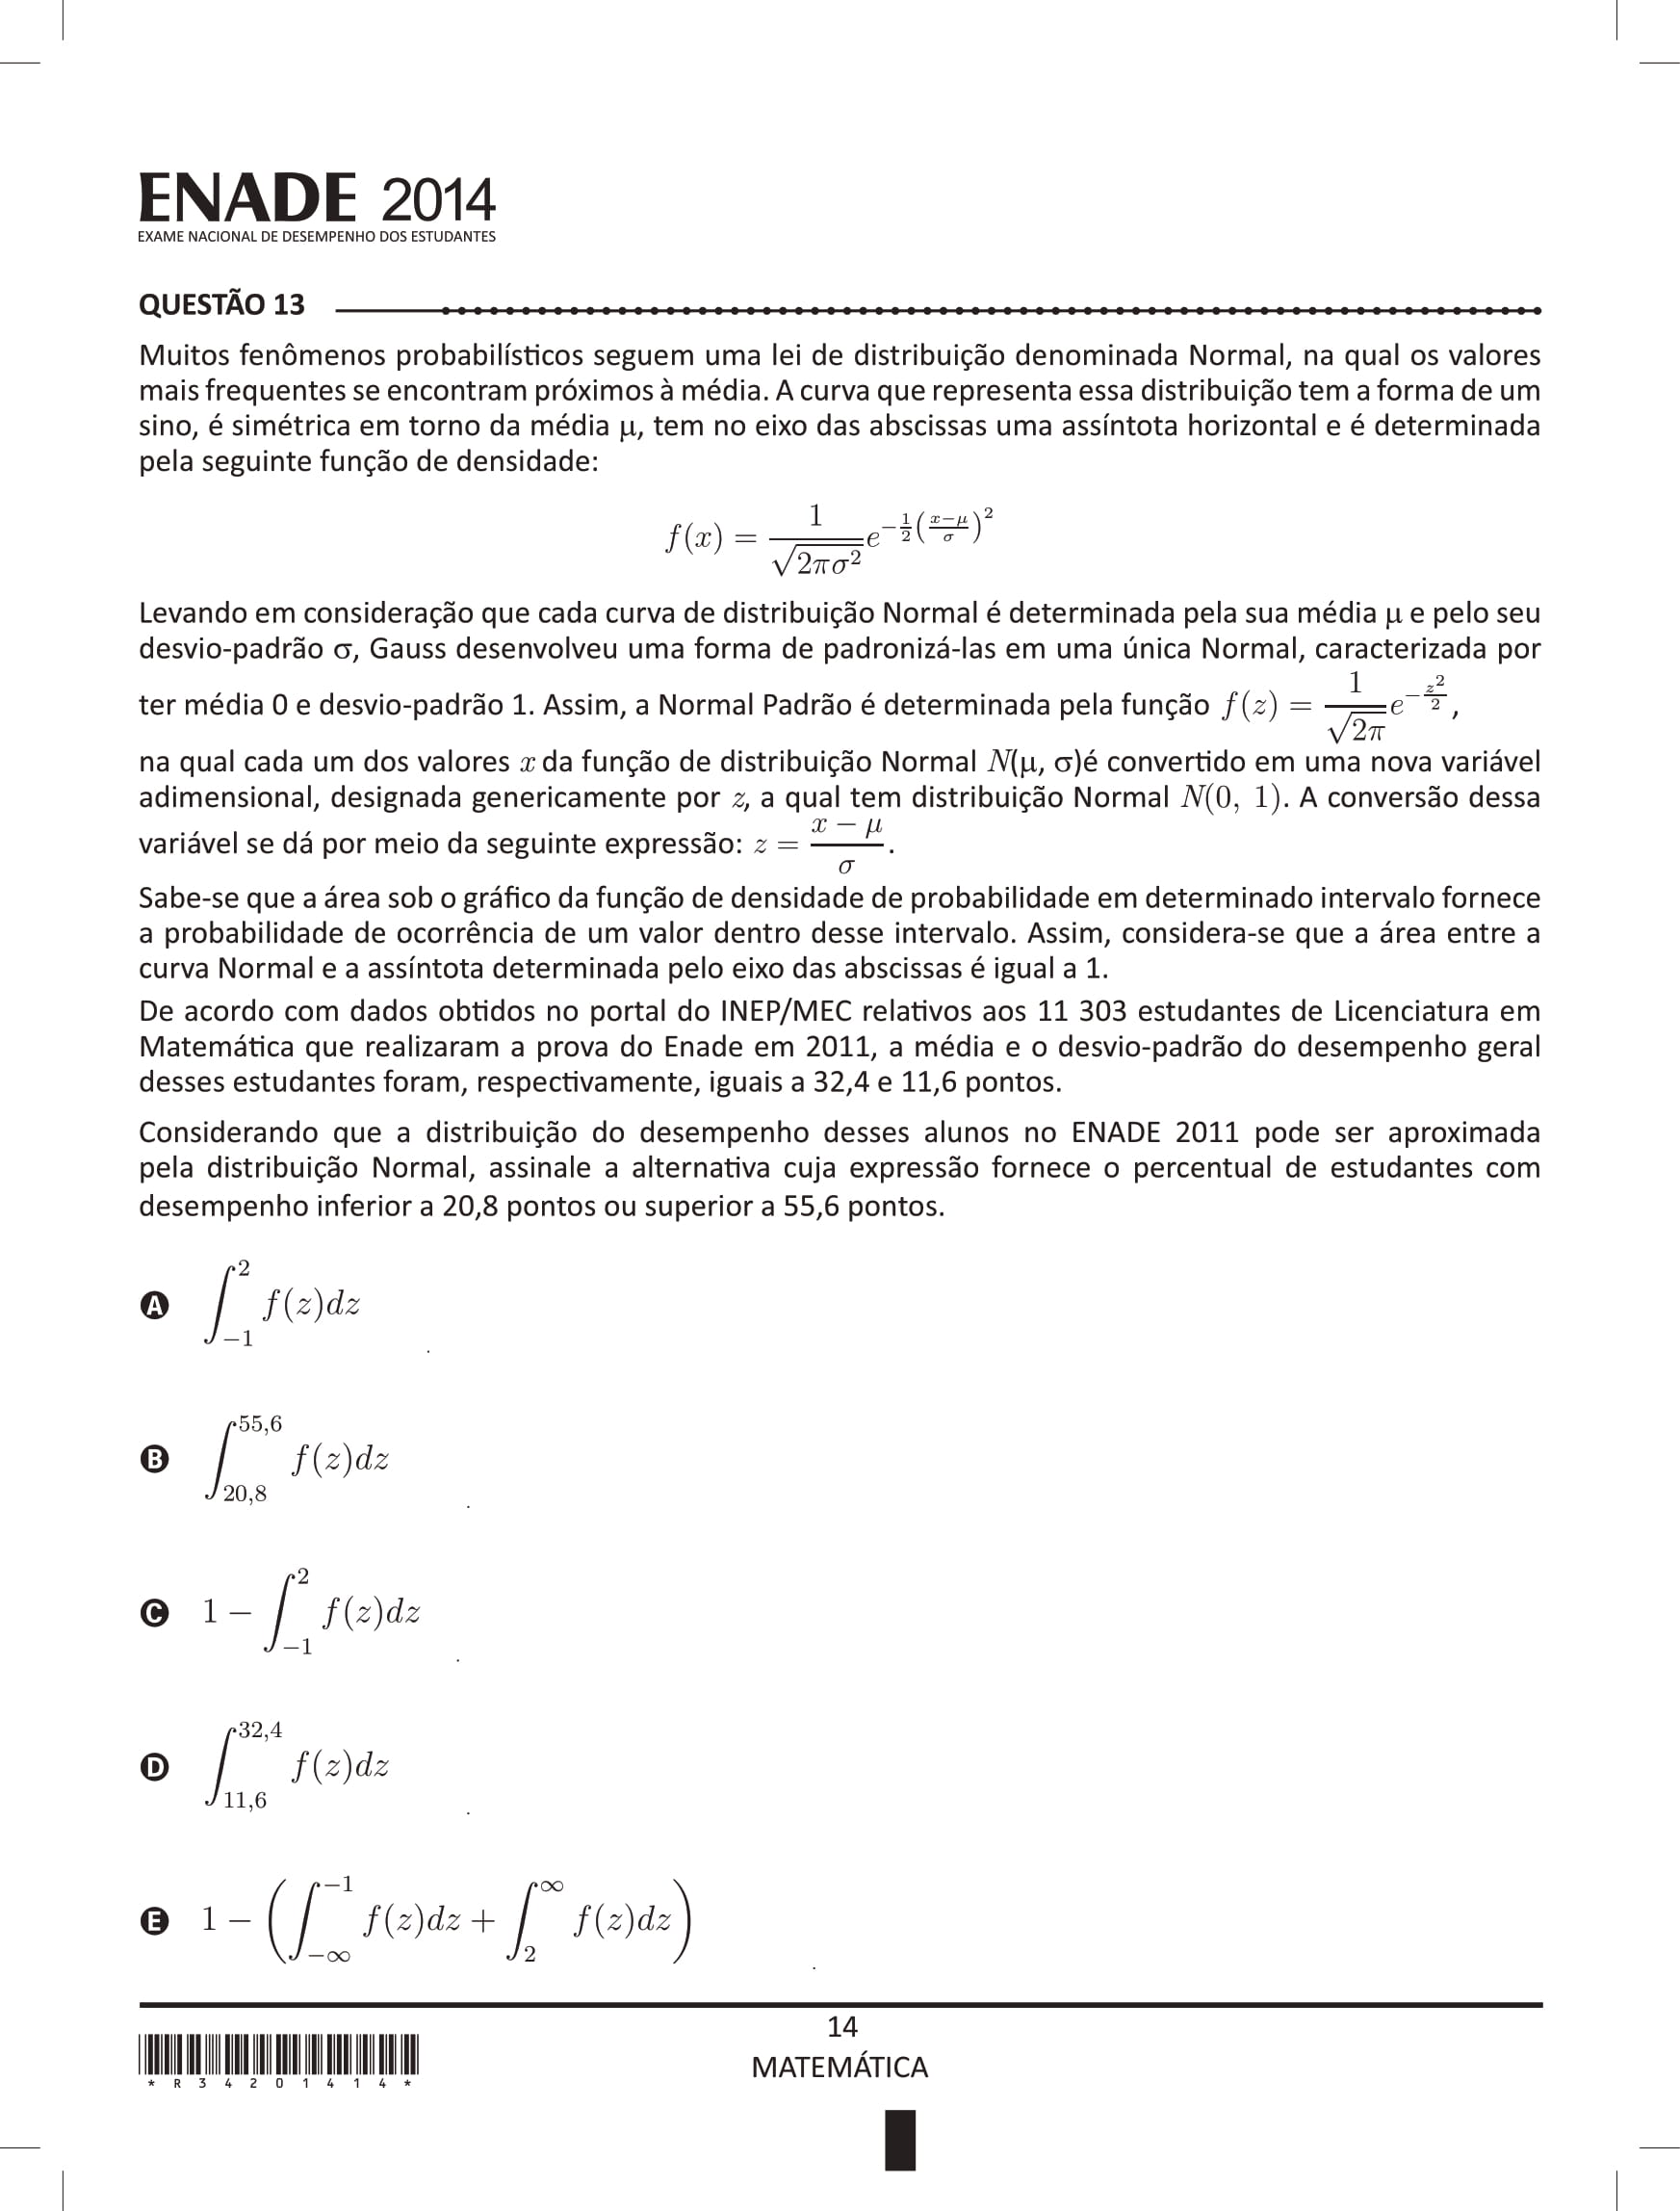 ENADE 2014
EXAME NACIONAL DE DESEMPENHO DOS ESTUDANTES
QUESTÃO 13
Muitos fenômenos probabilísticos seguem uma lei de distribuição denominada Normal, na qual os valores
mais frequentes se encontram próximos à média. A curva que representa essa distribuição tem a forma de um
sino, é simétrica em torno da média μ, tem no eixo das abscissas uma assíntota horizontal e é determinada
pela seguinte função de densidade:
$f(x) = \frac{1}{\sqrt{2\pi\sigma^2}} e^{-\frac{1}{2}\left(\frac{x-\mu}{\sigma}\right)^2}$
Levando em consideração que cada curva de distribuição Normal é determinada pela sua média μ e pelo seu
desvio-padrão σ, Gauss desenvolveu uma forma de padronizá-las em uma única Normal, caracterizada por
ter média 0 e desvio-padrão 1. Assim, a Normal Padrão é determinada pela função $f(z) = \frac{1}{\sqrt{2\pi}} e^{-\frac{z^2}{2}}$,
na qual cada um dos valores x da função de distribuição Normal N(μ, σ)é convertido em uma nova variável
adimensional, designada genericamente por z, a qual tem distribuição Normal N(0, 1). A conversão dessa
variável se dá por meio da seguinte expressão: $z = \frac{x - \mu}{\sigma}$.
Sabe-se que a área sob o gráfico da função de densidade de probabilidade em determinado intervalo fornece
a probabilidade de ocorrência de um valor dentro desse intervalo. Assim, considera-se que a área entre a
curva Normal e a assíntota determinada pelo eixo das abscissas é igual a 1.
De acordo com dados obtidos no portal do INEP/MEC relativos aos 11 303 estudantes de Licenciatura em
Matemática que realizaram a prova do Enade em 2011, a média e o desvio-padrão do desempenho geral
desses estudantes foram, respectivamente, iguais a 32,4 e 11,6 pontos.
Considerando que a distribuição do desempenho desses alunos no ENADE 2011 pode ser aproximada
pela distribuição Normal, assinale a alternativa cuja expressão fornece o percentual de estudantes com
desempenho inferior a 20,8 pontos ou superior a 55,6 pontos.
A $\int_{-1}^{2} f(z)dz$ .
B $\int_{20,8}^{55,6} f(z)dz$ .
C $1 - \int_{-1}^{2} f(z)dz$ .
D $\int_{11,6}^{32,4} f(z)dz$ .
E $1 - \left( \int_{-\infty}^{-1} f(z)dz + \int_{2}^{\infty} f(z)dz \right)$ .
14
MATEMÁTICA
* R 3 4 2 0 1 4 1 4 *